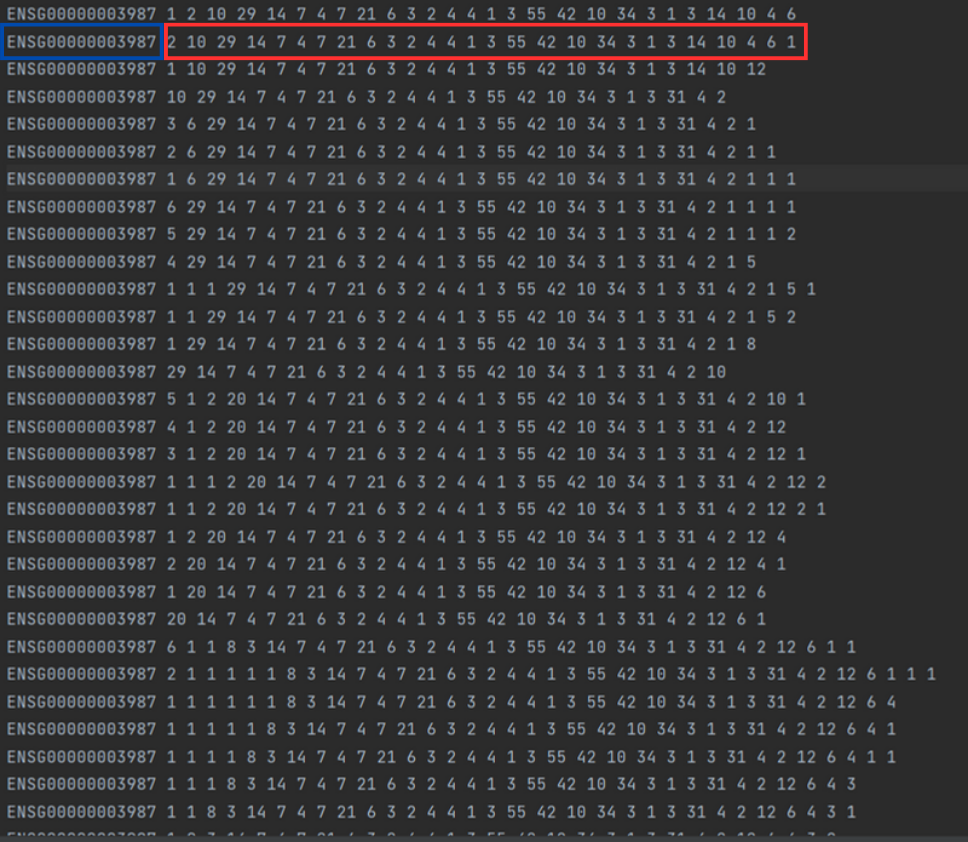 ENSG00000003987 1 2 10 29 14 7 4 7 21 6 3 2 4 4 1 3 55 42 10 34 3 1 3 14 10 4 6
ENSG00000003987 2 10 29 14 7 4 7 21 6 3 2 4 4 1 3 55 42 10 34 3 1 3 14 10 4 6 1
ENSG00000003987 1 10 29 14 7 4 7 21 6 3 2 4 4 1 3 55 42 10 34 3 1 3 14 10 12
ENSG00000003987 10 29 14 7 4 7 21 6 3 2 4 4 1 3 55 42 10 34 3 1 3 31 4 2
ENSG00000003987 3 6 29 14 7 4 7 21 6 3 2 4 4 1 3 55 42 10 34 3 1 3 31 4 2 1
ENSG00000003987 2 6 29 14 7 4 7 21 6 3 2 4 4 1 3 55 42 10 34 3 1 3 31 4 2 1 1
ENSG00000003987 1 6 29 14 7 4 7 21 6 3 2 4 4 1 3 55 42 10 34 3 1 3 31 4 2 1 1 1
ENSG00000003987 6 29 14 7 4 7 21 6 3 2 4 4 1 3 55 42 10 34 3 1 3 31 4 2 1 1 1 1
ENSG00000003987 5 29 14 7 4 7 21 6 3 2 4 4 1 3 55 42 10 34 3 1 3 31 4 2 1 1 1 2
ENSG00000003987 4 29 14 7 4 7 21 6 3 2 4 4 1 3 55 42 10 34 3 1 3 31 4 2 1 5
ENSG00000003987 1 1 1 29 14 7 4 7 21 6 3 2 4 4 1 3 55 42 10 34 3 1 3 31 4 2 1 5 1
ENSG00000003987 1 1 29 14 7 4 7 21 6 3 2 4 4 1 3 55 42 10 34 3 1 3 31 4 2 1 5 2
ENSG00000003987 1 29 14 7 4 7 21 6 3 2 4 4 1 3 55 42 10 34 3 1 3 31 4 2 1 8
ENSG00000003987 29 14 7 4 7 21 6 3 2 4 4 1 3 55 42 10 34 3 1 3 31 4 2 10
ENSG00000003987 5 1 2 20 14 7 4 7 21 6 3 2 4 4 1 3 55 42 10 34 3 1 3 31 4 2 10 1
ENSG00000003987 4 1 2 20 14 7 4 7 21 6 3 2 4 4 1 3 55 42 10 34 3 1 3 31 4 2 12
ENSG00000003987 3 1 2 20 14 7 4 7 21 6 3 2 4 4 1 3 55 42 10 34 3 1 3 31 4 2 12 1
ENSG00000003987 1 1 1 2 20 14 7 4 7 21 6 3 2 4 4 1 3 55 42 10 34 3 1 3 31 4 2 12 2
ENSG00000003987 1 1 2 20 14 7 4 7 21 6 3 2 4 4 1 3 55 42 10 34 3 1 3 31 4 2 12 2 1
ENSG00000003987 1 2 20 14 7 4 7 21 6 3 2 4 4 1 3 55 42 10 34 3 1 3 31 4 2 12 4
ENSG00000003987 2 20 14 7 4 7 21 6 3 2 4 4 1 3 55 42 10 34 3 1 3 31 4 2 12 4 1
ENSG00000003987 1 20 14 7 4 7 21 6 3 2 4 4 1 3 55 42 10 34 3 1 3 31 4 2 12 6
ENSG00000003987 20 14 7 4 7 21 6 3 2 4 4 1 3 55 42 10 34 3 1 3 31 4 2 12 6 1
ENSG00000003987 6 1 1 8 3 14 7 4 7 21 6 3 2 4 4 1 3 55 42 10 34 3 1 3 31 4 2 12 6 1 1
ENSG00000003987 2 1 1 1 1 1 8 3 14 7 4 7 21 6 3 2 4 4 1 3 55 42 10 34 3 1 3 31 4 2 12 6 1 1 1
ENSG00000003987 1 1 1 1 1 1 8 3 14 7 4 7 21 6 3 2 4 4 1 3 55 42 10 34 3 1 3 31 4 2 12 6 4
ENSG00000003987 1 1 1 1 1 8 3 14 7 4 7 21 6 3 2 4 4 1 3 55 42 10 34 3 1 3 31 4 2 12 6 4 1
ENSG00000003987 1 1 1 1 8 3 14 7 4 7 21 6 3 2 4 4 1 3 55 42 10 34 3 1 3 31 4 2 12 6 4 1 1
ENSG00000003987 1 1 1 8 3 14 7 4 7 21 6 3 2 4 4 1 3 55 42 10 34 3 1 3 31 4 2 12 6 4 3
ENSG00000003987 1 1 8 3 14 7 4 7 21 6 3 2 4 4 1 3 55 42 10 34 3 1 3 31 4 2 12 6 4 3 1